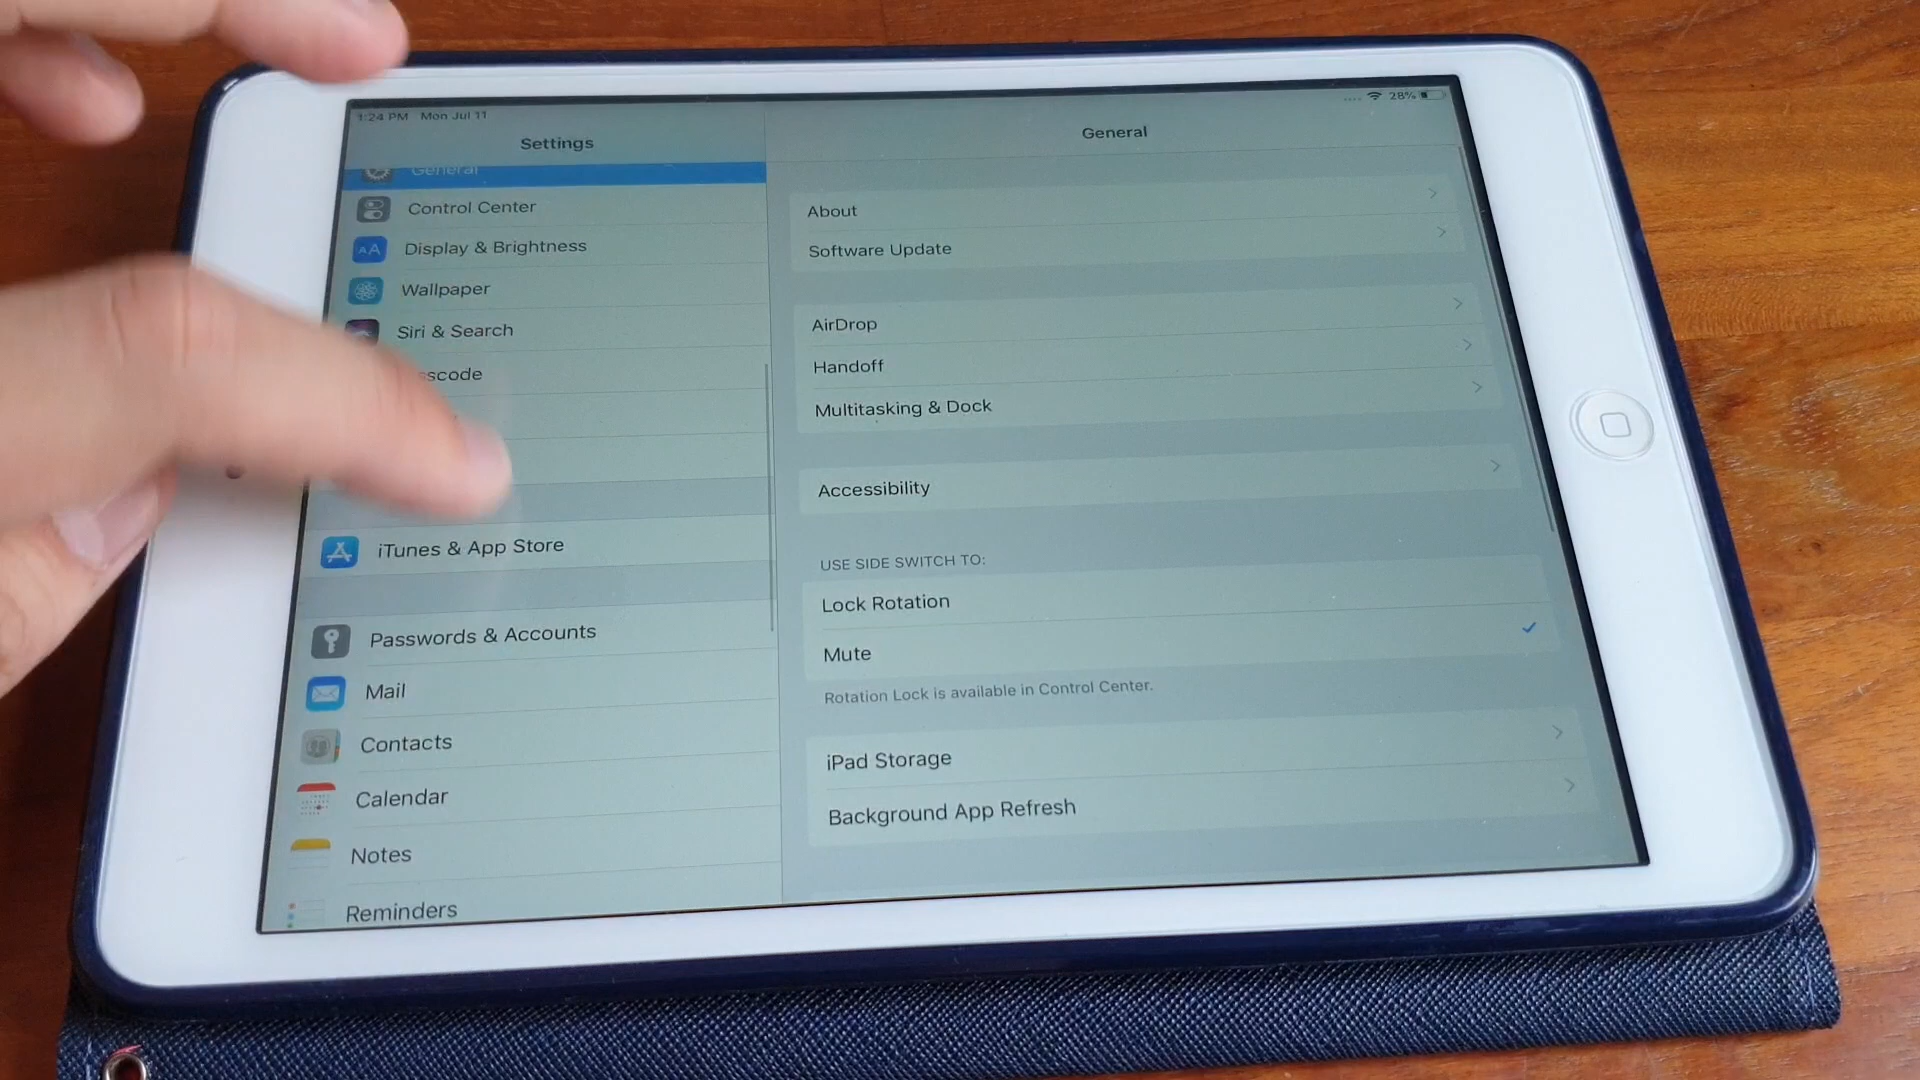 1:24 PM Mon Jul 11
28%
Settings
General
Control Center
Display & Brightness
Wallpaper
Siri & Search
iTunes & App Store
Passwords & Accounts
Mail
Contacts
Calendar
Notes
Reminders
General
About
Software Update
AirDrop
Handoff
Multitasking & Dock
Accessibility
USE SIDE SWITCH TO:
Lock Rotation
Mute
Rotation Lock is available in Control Center.
iPad Storage
Background App Refresh